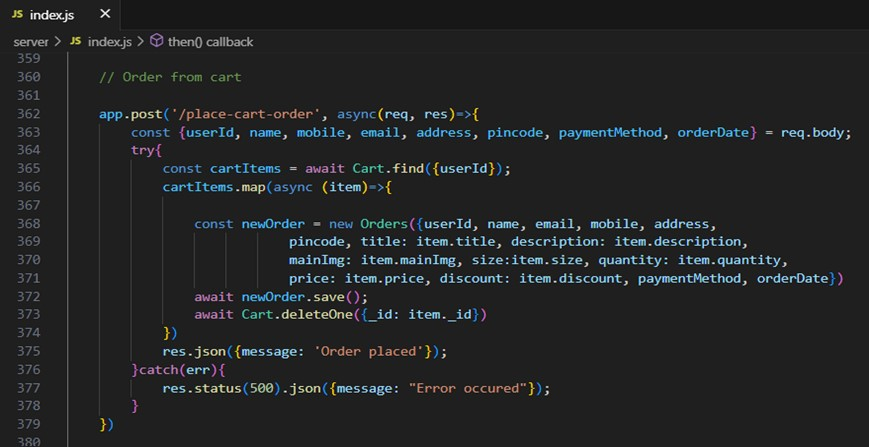 JS index.js ×
server > JS index.js > then() callback
359
360 // Order from cart
361
362 app.post('/place-cart-order', async(req, res)=>{
363 const {userId, name, mobile, email, address, pincode, paymentMethod, orderDate} = req.body;
364 try{
365 const cartItems = await Cart.find({userId});
366 cartItems.map(async (item)=>{
367
368 const newOrder = new Orders({userId, name, email, mobile, address,
369 pincode, title: item.title, description: item.description,
370 mainImg: item.mainImg, size:item.size, quantity: item.quantity,
371 price: item.price, discount: item.discount, paymentMethod, orderDate})
372 await newOrder.save();
373 await Cart.deleteOne({_id: item._id})
374 })
375 res.json({message: 'Order placed'});
376 }catch(err){
377 res.status(500).json({message: "Error occured"});
378 }
379 })
380